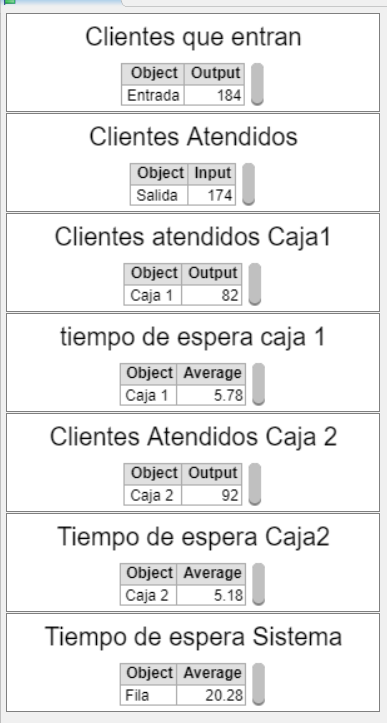 Clientes que entran
Object Output
Entrada 184
Clientes Atendidos
Object Input
Salida 174
Clientes atendidos Caja1
Object Output
Caja 1 82
tiempo de espera caja 1
Object Average
Caja 1 5.78
Clientes Atendidos Caja 2
Object Output
Caja 2 92
Tiempo de espera Caja2
Object Average
Caja 2 5.18
Tiempo de espera Sistema
Object Average
Fila 20.28